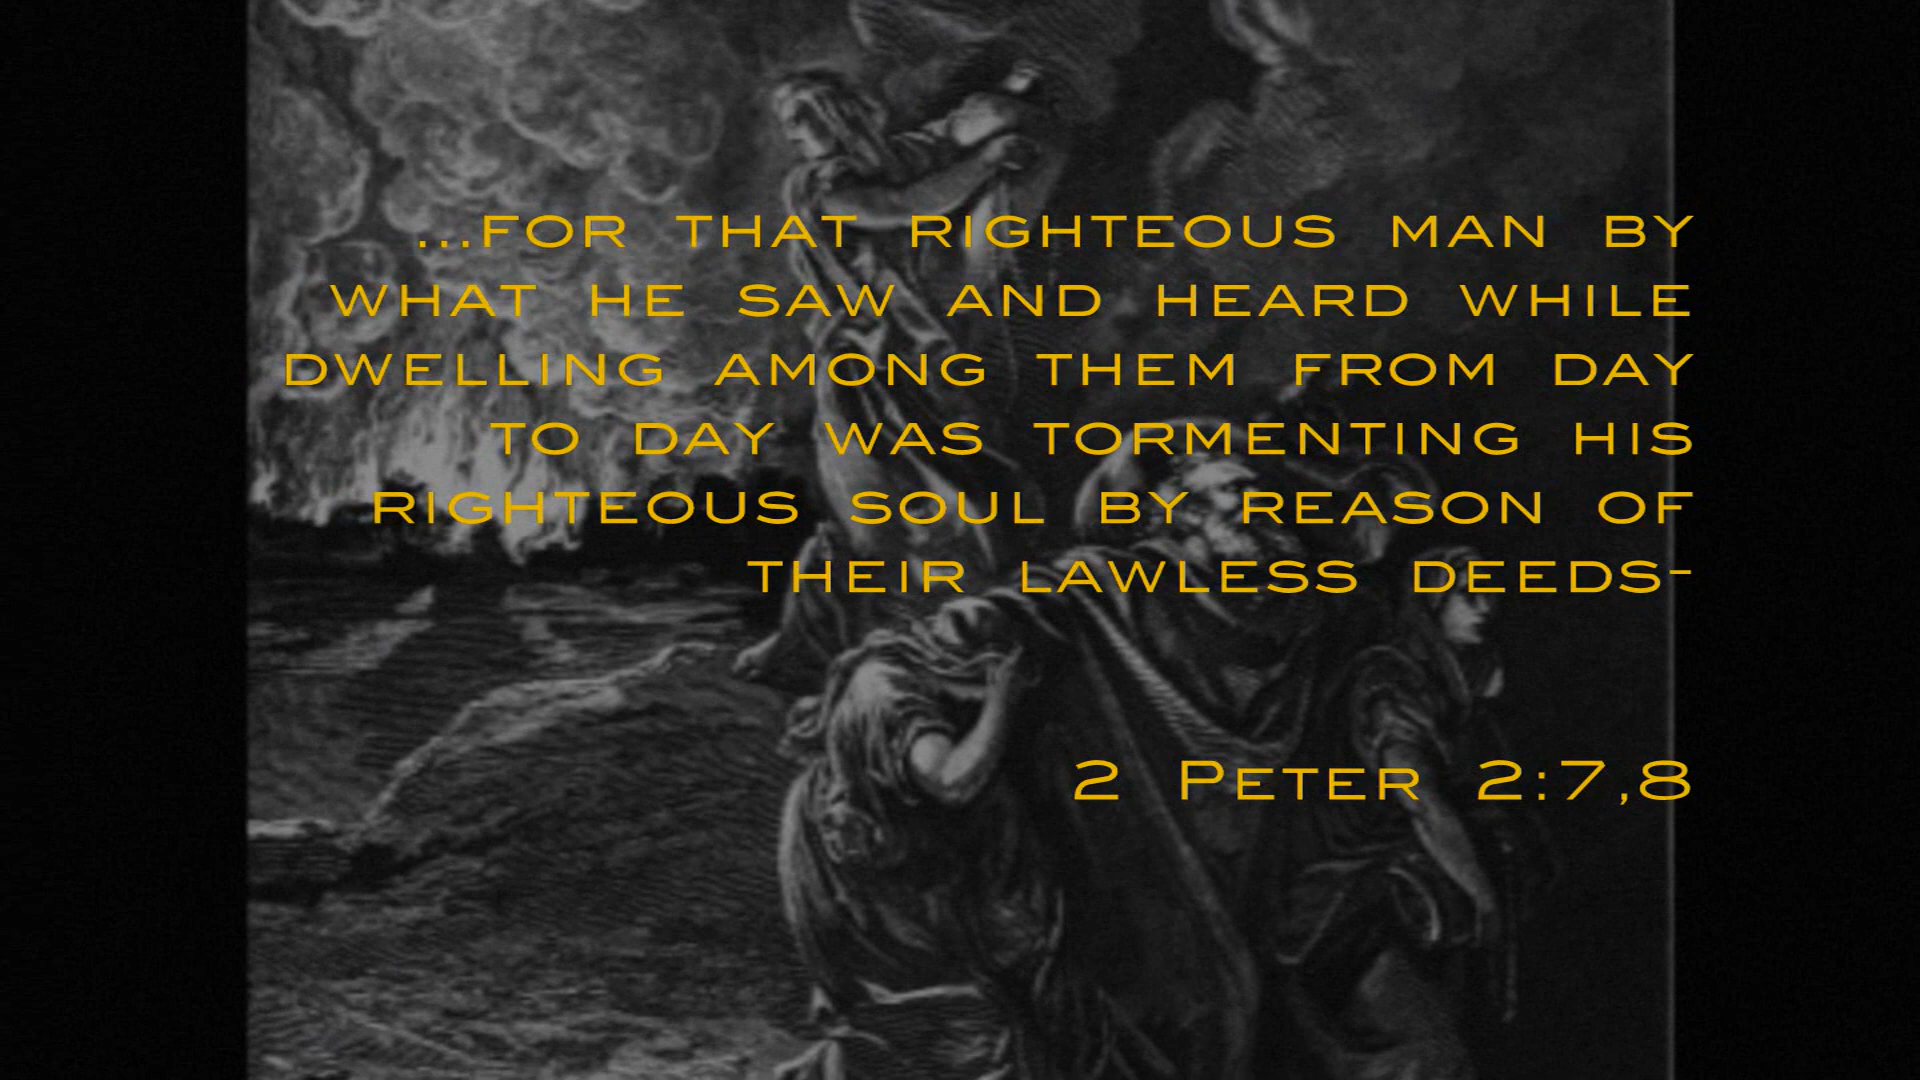 ...FOR THAT RIGHTEOUS MAN BY
WHAT HE SAW AND HEARD WHILE
DWELLING AMONG THEM FROM DAY
TO DAY WAS TORMENTING HIS
RIGHTEOUS SOUL BY REASON OF
THEIR LAWLESS DEEDS-
2 PETER 2:7,8